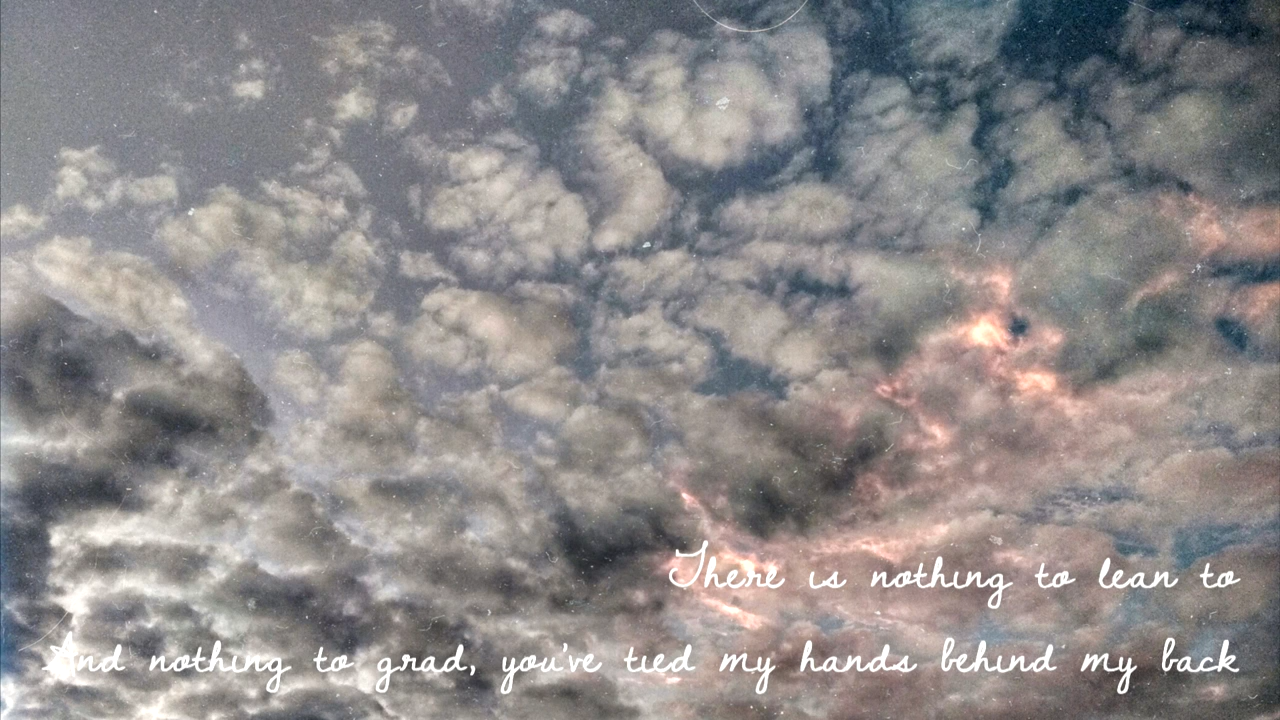 There is nothing to lean to
And nothing to grad, you've tied my hands behind my back